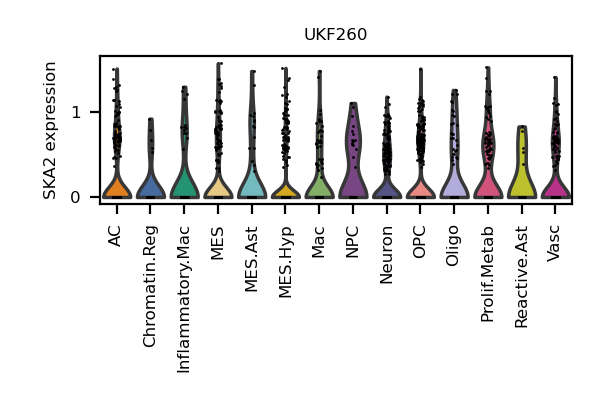 UKF260
SKA2 expression
1
0
AC
Chromatin.Reg
Inflammatory.Mac
MES
MES.Ast
MES.Hyp
Mac
NPC
Neuron
OPC
Oligo
Prolif.Metab
Reactive.Ast
Vasc